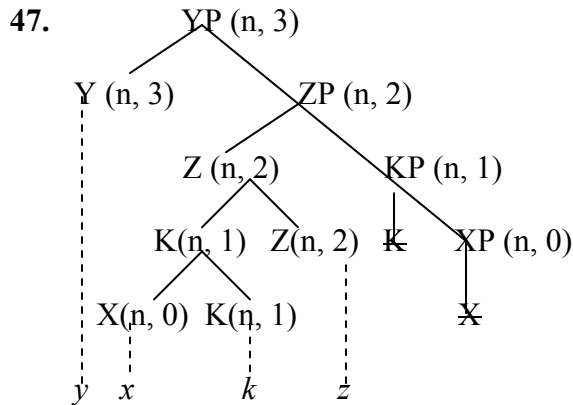 47. YP (n, 3)
Y (n, 3) ZP (n, 2)
Z (n, 2) KP (n, 1)
K(n, 1) Z(n, 2) K XP (n, 0)
X(n, 0) K(n, 1) X
y x k z